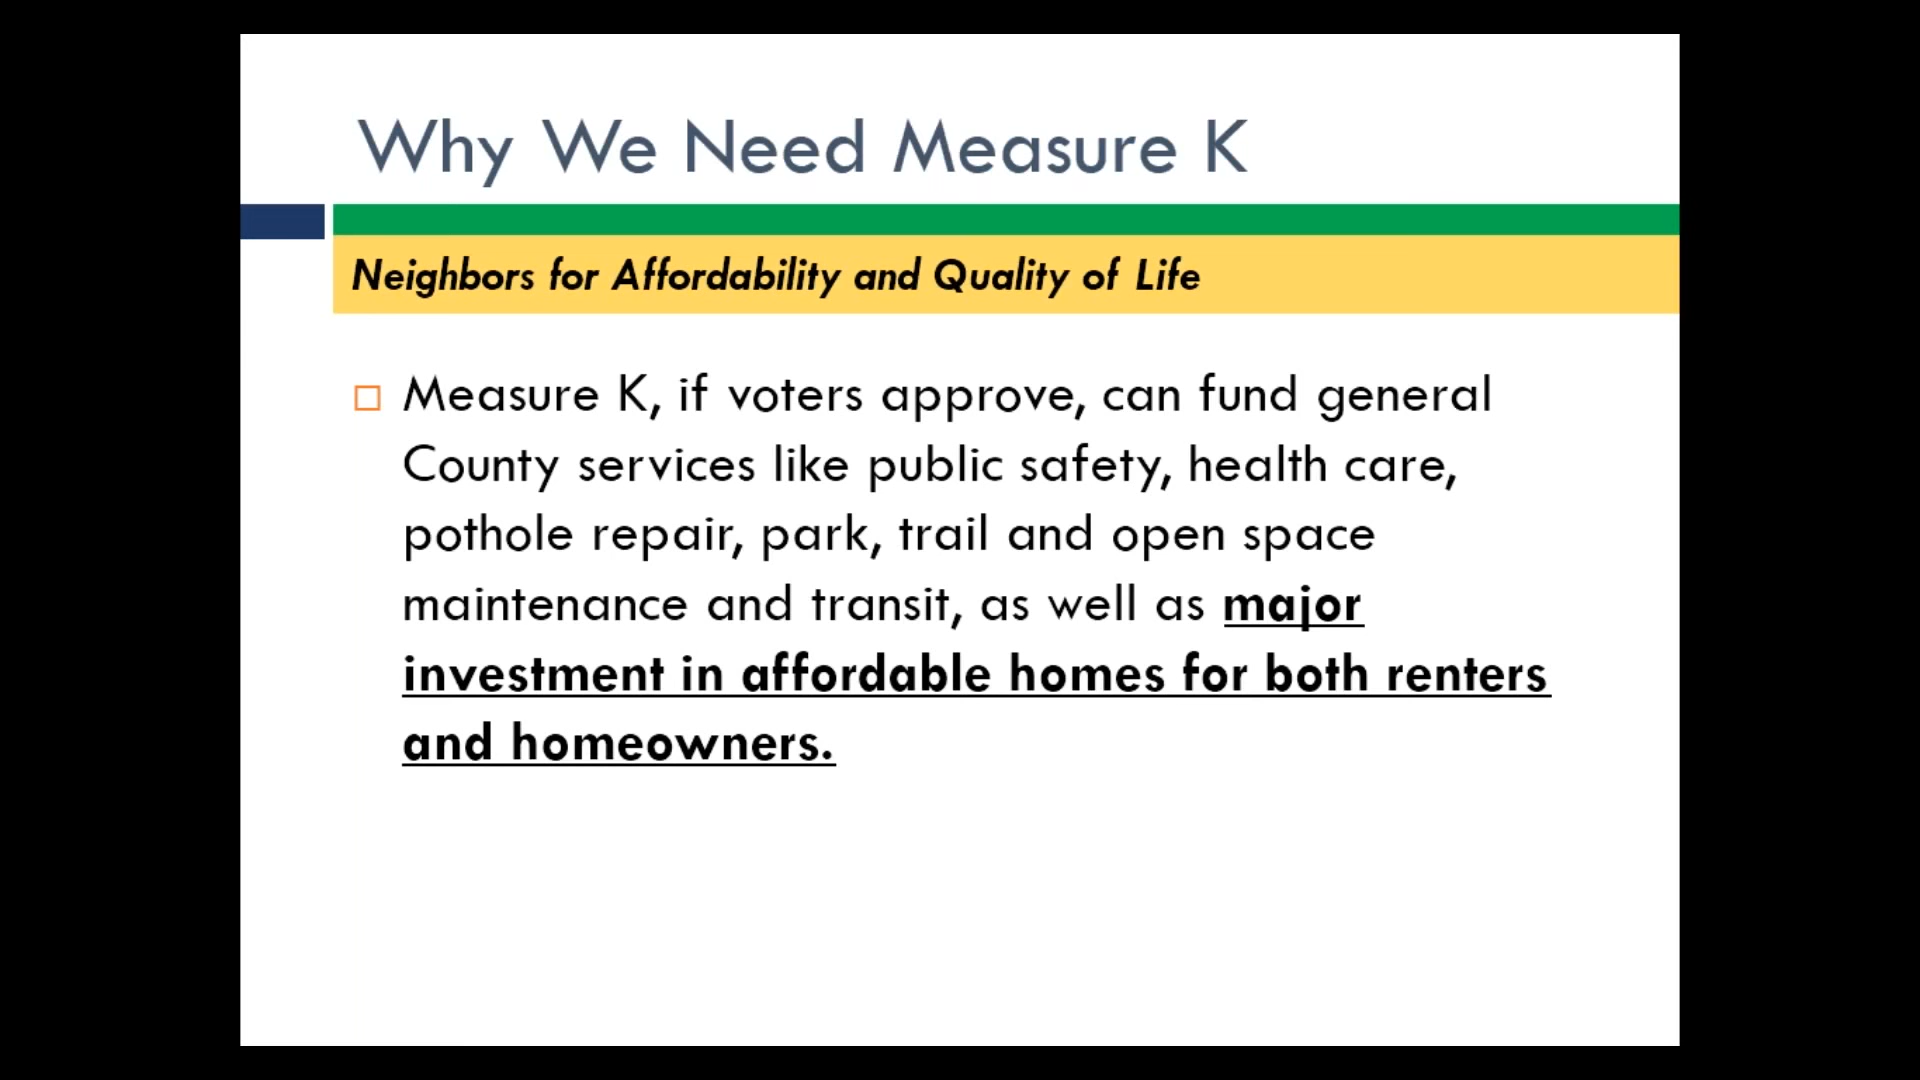 Why We Need Measure K
Neighbors for Affordability and Quality of Life
Measure K, if voters approve, can fund general
County services like public safety, health care,
pothole repair, park, trail and open space
maintenance and transit, as well as major
investment in affordable homes for both renters
and homeowners.